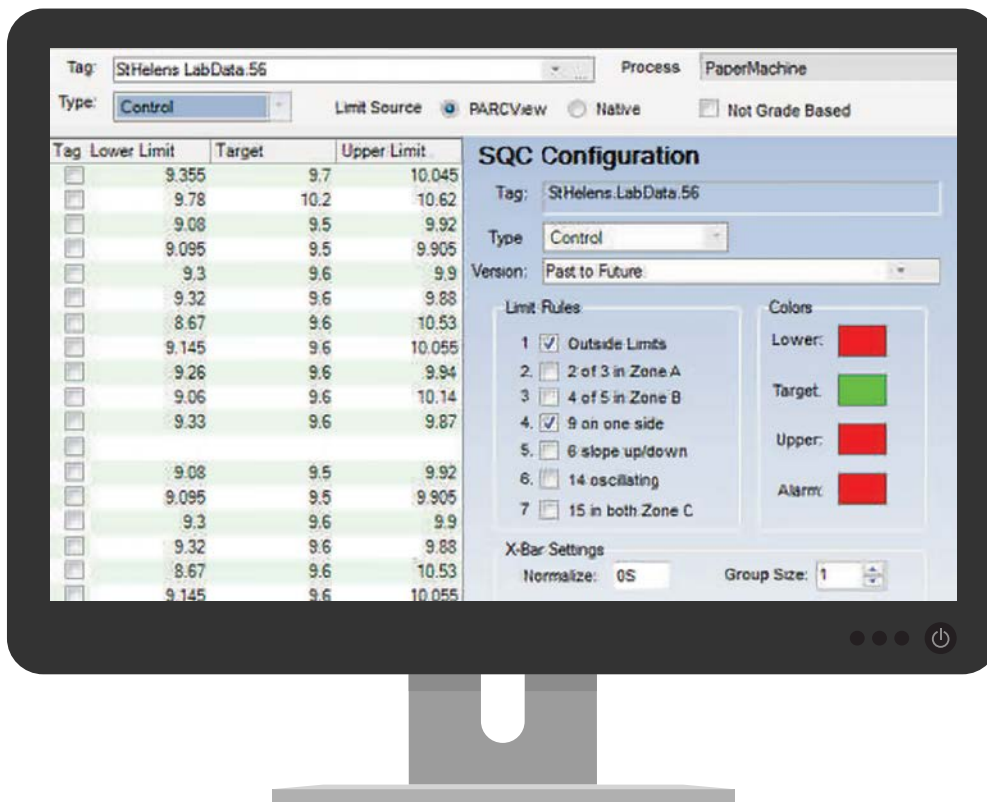 Tag: StHelens LabData.56 Process PaperMachine
Type: Control Limit Source PARCView Native Not Grade Based
Tag Lower Limit Target Upper Limit
9.355 9.7 10.045
9.78 10.2 10.62
9.08 9.5 9.92
9.095 9.5 9.905
9.3 9.6 9.9
9.32 9.6 9.88
8.67 9.6 10.53
9.145 9.6 10.055
9.26 9.6 9.94
9.06 9.6 10.14
9.33 9.6 9.87
9.08 9.5 9.92
9.095 9.5 9.905
9.3 9.6 9.9
9.32 9.6 9.88
8.67 9.6 10.53
9.145 9.6 10.055
SQC Configuration
Tag: StHelens.LabData.56
Type Control
Version: Past to Future
Limit Rules
1 Outside Limits
2. 2 of 3 in Zone A
3 4 of 5 in Zone B
4. 9 on one side
5. 6 slope up/down
6. 14 oscillating
7 15 in both Zone C
Colors
Lower:
Target.
Upper:
Alarm:
X-Bar Settings
Normalize: 0S Group Size: 1